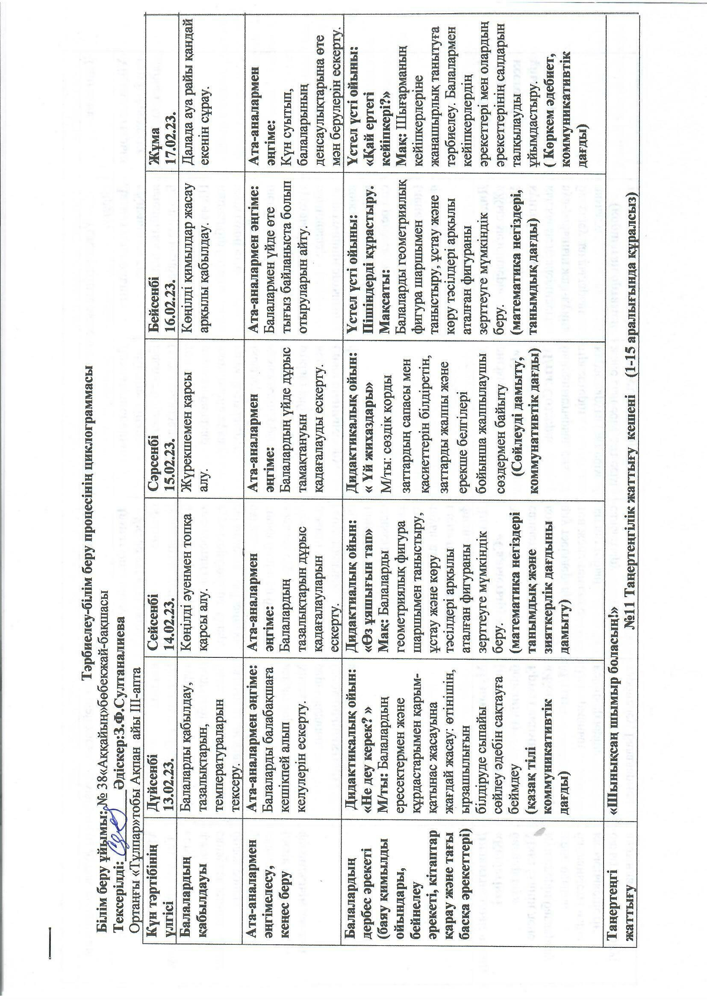 Тәрбиелеу-білім беру процесінің циклограммасы
Білім беру ұйымы:№ 38«Аққайың»бөбекжай-бақшасы
Тексерілді: Әдіскер:З.Ф.Султаналиева
Ортаңғы «Тұлпар»тобы Ақпан айы III-апта
Күн тәртібінің
үлгісі
Дүйсенбі
13.02.23.
Сейсенбі
14.02.23.
Сәрсенбі
15.02.23.
Бейсенбі
16.02.23.
Жұма
17.02.23.
Балалардың
қабылдауы
Балаларды қабылдау,
тазалықтарын,
температураларын
тексеру.
Көңілді әуенмен топқа
қарсы алу.
Жүрекшемен қарсы
алу.
Көңілді қимылдар жасау
арқылы қабылдау.
Далада ауа райы қандай
екенін сұрау.
Ата-аналармен
әңгімелесу,
кеңес беру
Ата-аналармен әңгіме:
Балаларды балабақшаға
кешікпей алып
келулерін ескерту.
Ата-аналармен
әңгіме:
Балалардың
тазалықтарын дұрыс
қадағалауларын
ескерту.
Ата-аналармен
әңгіме:
Балалардың үйде дұрыс
тамақтануын
қадағалауды ескерту.
Ата-аналармен әңгіме:
Балалармен үйде өте
тығыз байланыста болып
отыруларын айту.
Ата-аналармен
әңгіме:
Күн суытып,
балаларының
денсаулықтарына өте
мән берулерін ескерту.
Балалардың
дербес әрекеті
(баяу қимылды
ойындары,
бейнелеу
әрекеті, кітаптар
қарау және тағы
басқа әрекеттері)
Дидактикалық ойын:
«Не деу керек? »
М/ты: Балалардың
ересектермен және
құрдастарымен қарым-
қатынас жасауына
жағдай жасау: өтінішін,
ырзашылығын
білдіруде сыпайы
сөйлеу әдебін сақтауға
беймдеу
(қазақ тілі
коммуникативтік
дағды)
Дидактиалық ойын:
«Өз ұяшығын тап»
Мақ: Балаларды
геометриялық фигура
шаршымен таныстыру,
ұстау және көру
тәсілдері арқылы
аталған фигураны
зерттеуге мүмкіндік
беру.
(математика негіздері
танымдық және
зияткерлік дағдыны
дамыту)
Дидактикалық ойын:
« Үй жихаздары»
М/ты: сөздік қорды
заттардың сапасы мен
қасиеттерін білдіретін,
заттарды жалпы және
ерекше белгілері
бойынша жалпылаушы
сөздермен байыту
(Сөйлеуді дамыту,
коммунативтік дағды)
Үстел үсті ойыны:
Пішіндерді құрастыру.
Мақсаты:
Балаларды геометриялық
фигура шаршымен
таныстыру, ұстау және
көру тәсілдері арқылы
аталған фигураны
зерттеуге мүмкіндік
беру.
(математика негіздері,
танымдық дағды)
Үстел үсті ойыны:
«Қай ертегі
кейіпкері?»
Мақ: Шығарманың
кейіпкерлеріне
жанашырлық танытуға
тәрбиелеу. Балалармен
кейіпкерлердің
әрекеттері мен олардың
әрекеттерінің салдарын
талқылауды
ұйымдастыру.
( Көркем әдебиет,
коммуникативтік
дағды)
Таңертеңгі
жаттығу
«Шынықсаң шымыр боласың!»
№11 Таңертеңгілік жаттығу кешені (1-15 аралығында құралсыз)